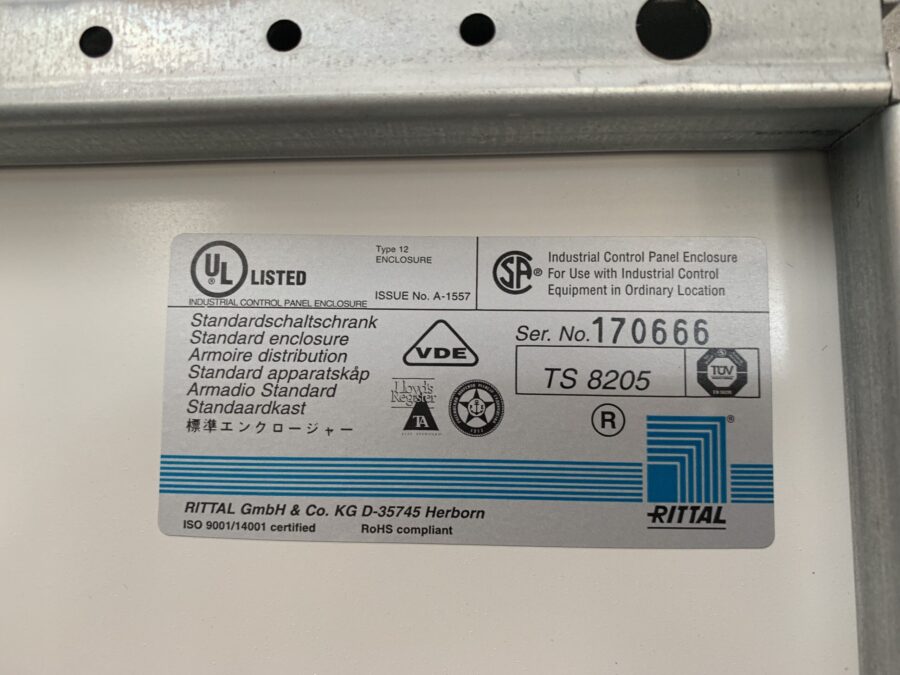 UL ® LISTED
INDUSTRIAL CONTROL PANEL ENCLOSURE
Type 12
ENCLOSURE
ISSUE No. A-1557
SA ®
Industrial Control Panel Enclosure
For Use with Industrial Control
Equipment in Ordinary Location
Standardschaltschrank
Standard enclosure
Armoire distribution
Standard apparatskåp
Armadio Standard
Standaardkast
標準エンクロージャー
VDE
Lloyd's
Register
TA
Ser. No. 170666
TS 8205
TÜV
R
®
RITTAL
RITTAL GmbH & Co. KG D-35745 Herborn
ISO 9001/14001 certified RoHS compliant